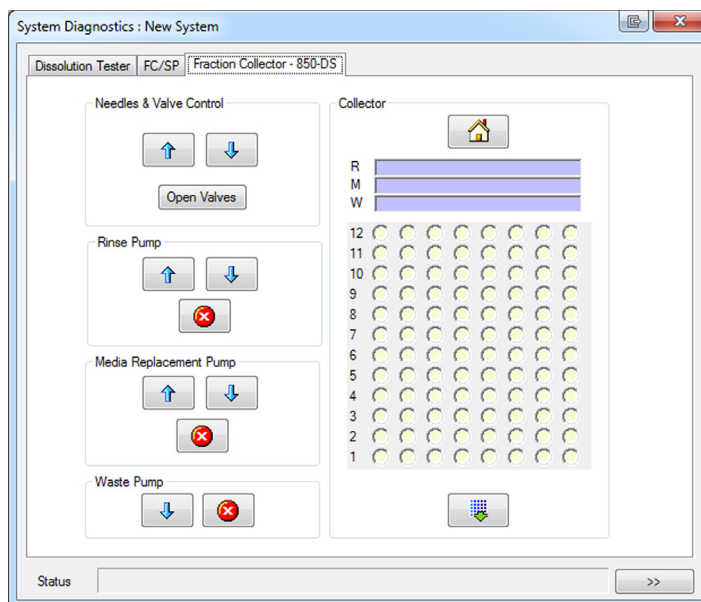 System Diagnostics : New System
Dissolution Tester FC/SP Fraction Collector - 850-DS
Needles & Valve Control
Open Valves
Rinse Pump
Media Replacement Pump
Waste Pump
Collector
R
M
W
12
11
10
9
8
7
6
5
4
3
2
1
Status >>